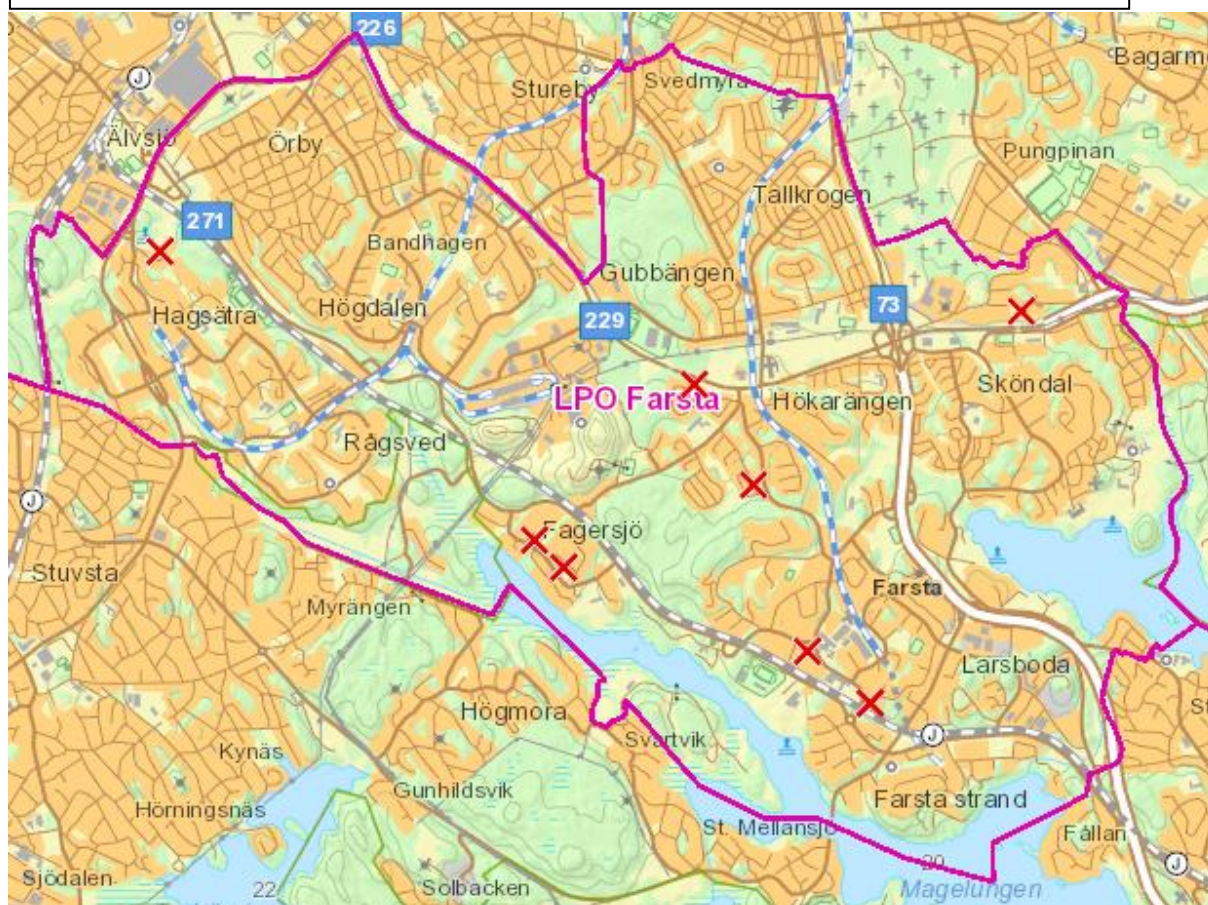 226
Bagarm
Stureby
Svedmyra
Älvsjö
Örby
Pungpinan
Tallkrogen
271
Bandhagen
Gubbängen
Hagsätra
Högdalen
73
229
Sköndal
LPO Farsta
Hökarängen
Rågsved
Fagersjö
Stuvsta
Farsta
Myrängen
Larsboda
Högmora
Svartvik
St
Kynäs
Gunhildsvik
Farsta strand
Hörningsnäs
St. Mellansjö
Fållan
J
J
J
J
20
Sjödalen
22
Solbacken
Magelungen